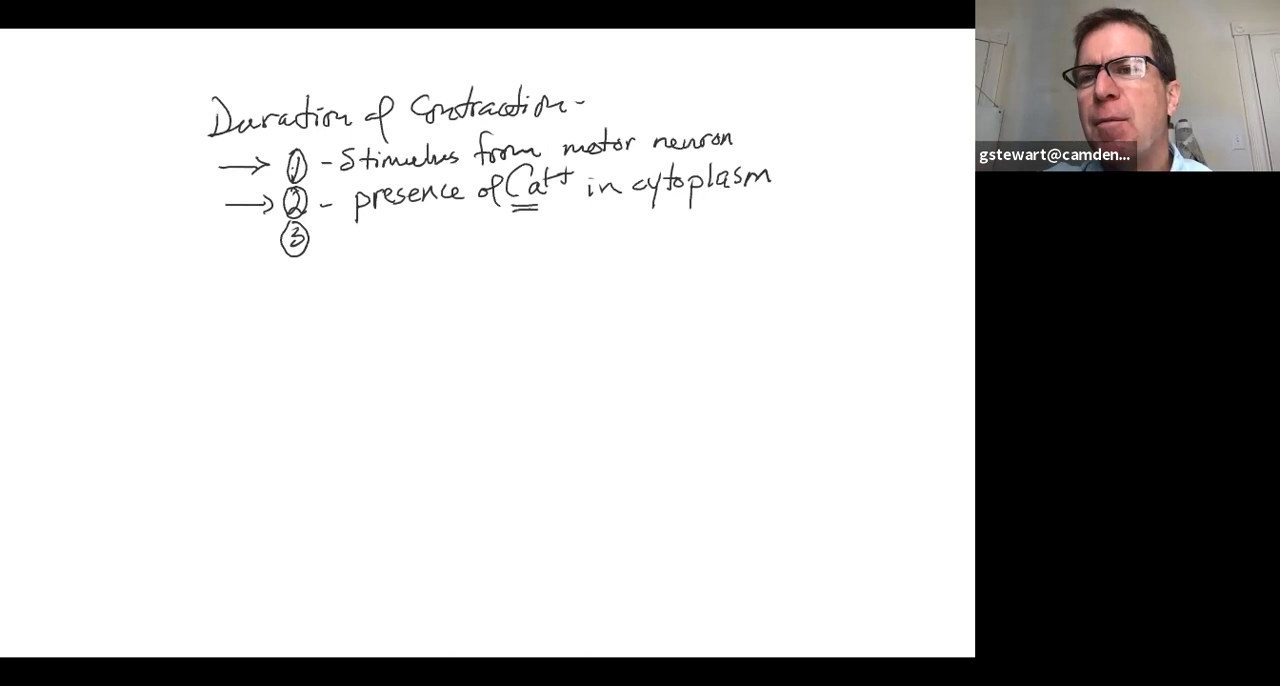 Duration of Contraction-
→ ① - Stimulus from motor neuron
→ ② - presence of Ca++ in cytoplasm
③
gstewart@camden...